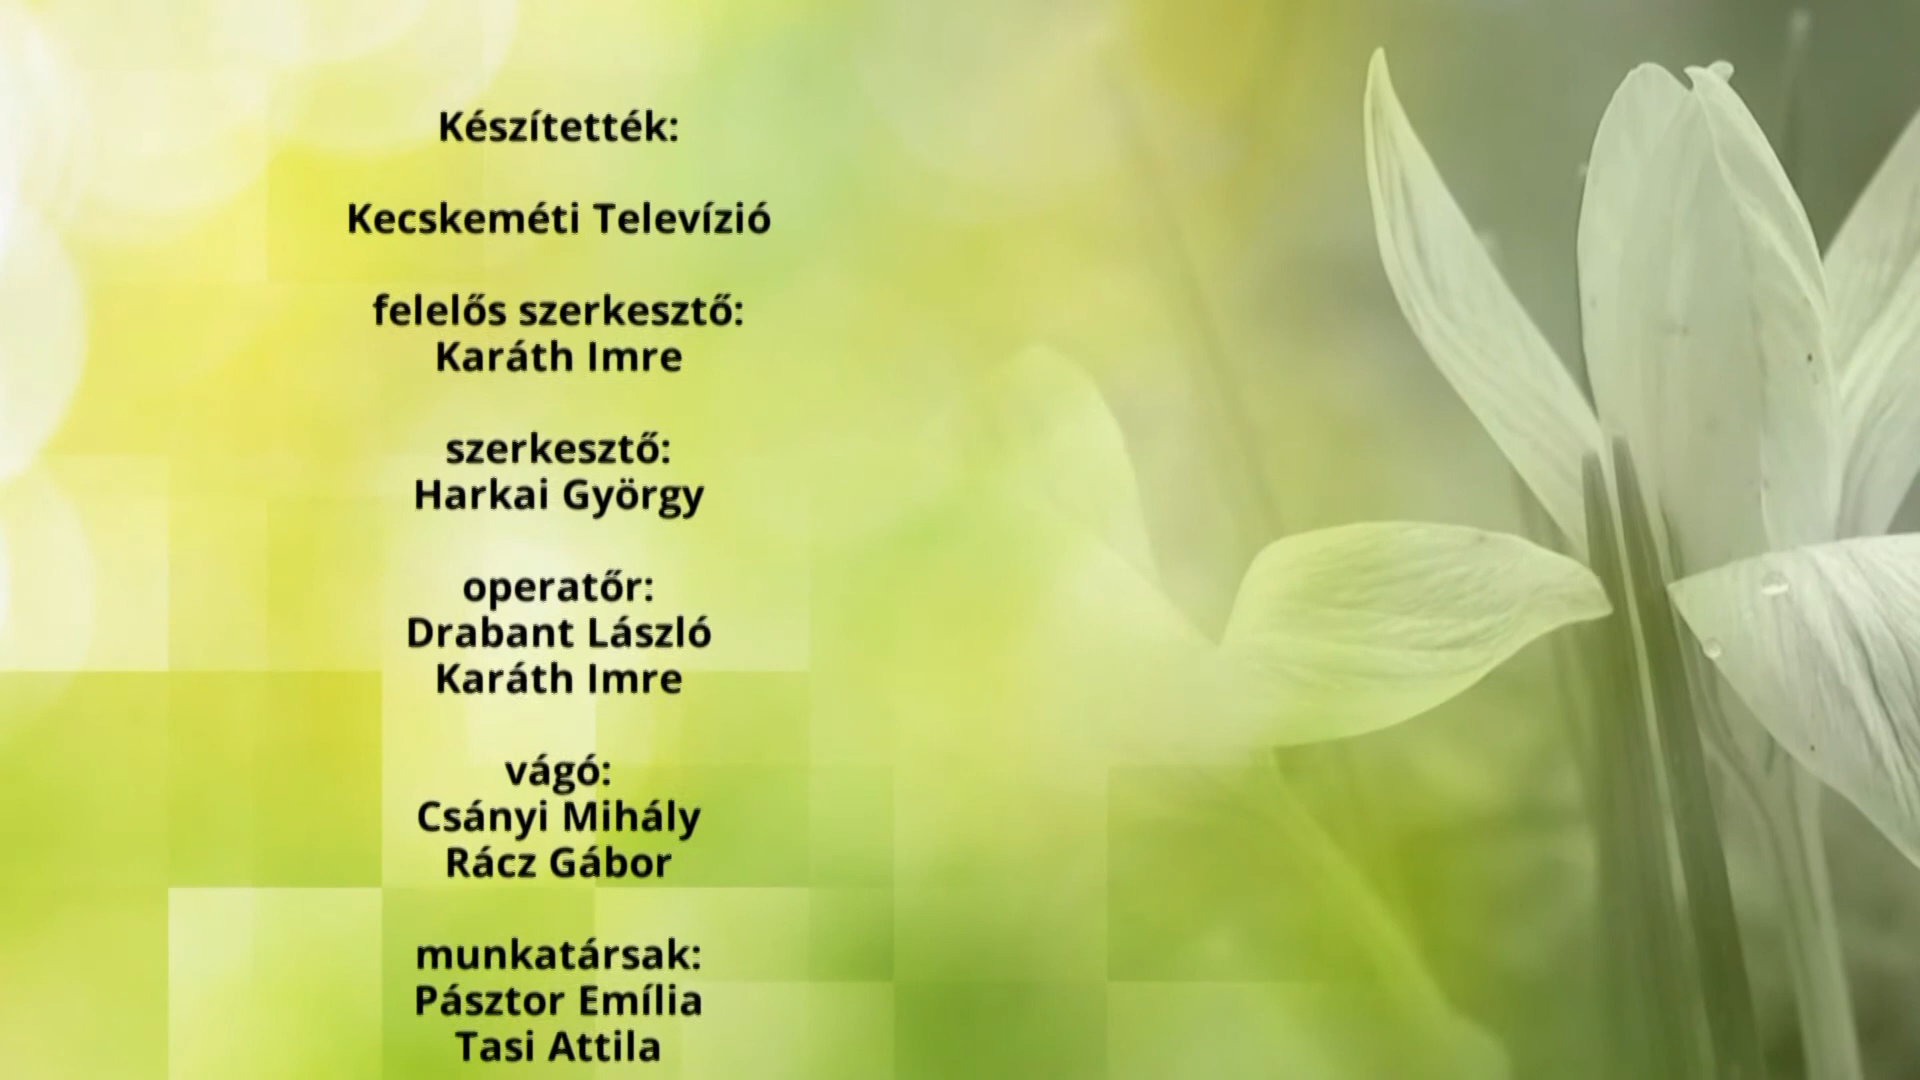 Készítették:
Kecskeméti Televízió
felelős szerkesztő:
Karáth Imre
szerkesztő:
Harkai György
operatőr:
Drabant László
Karáth Imre
vágó:
Csányi Mihály
Rácz Gábor
munkatársak:
Pásztor Emília
Tasi Attila